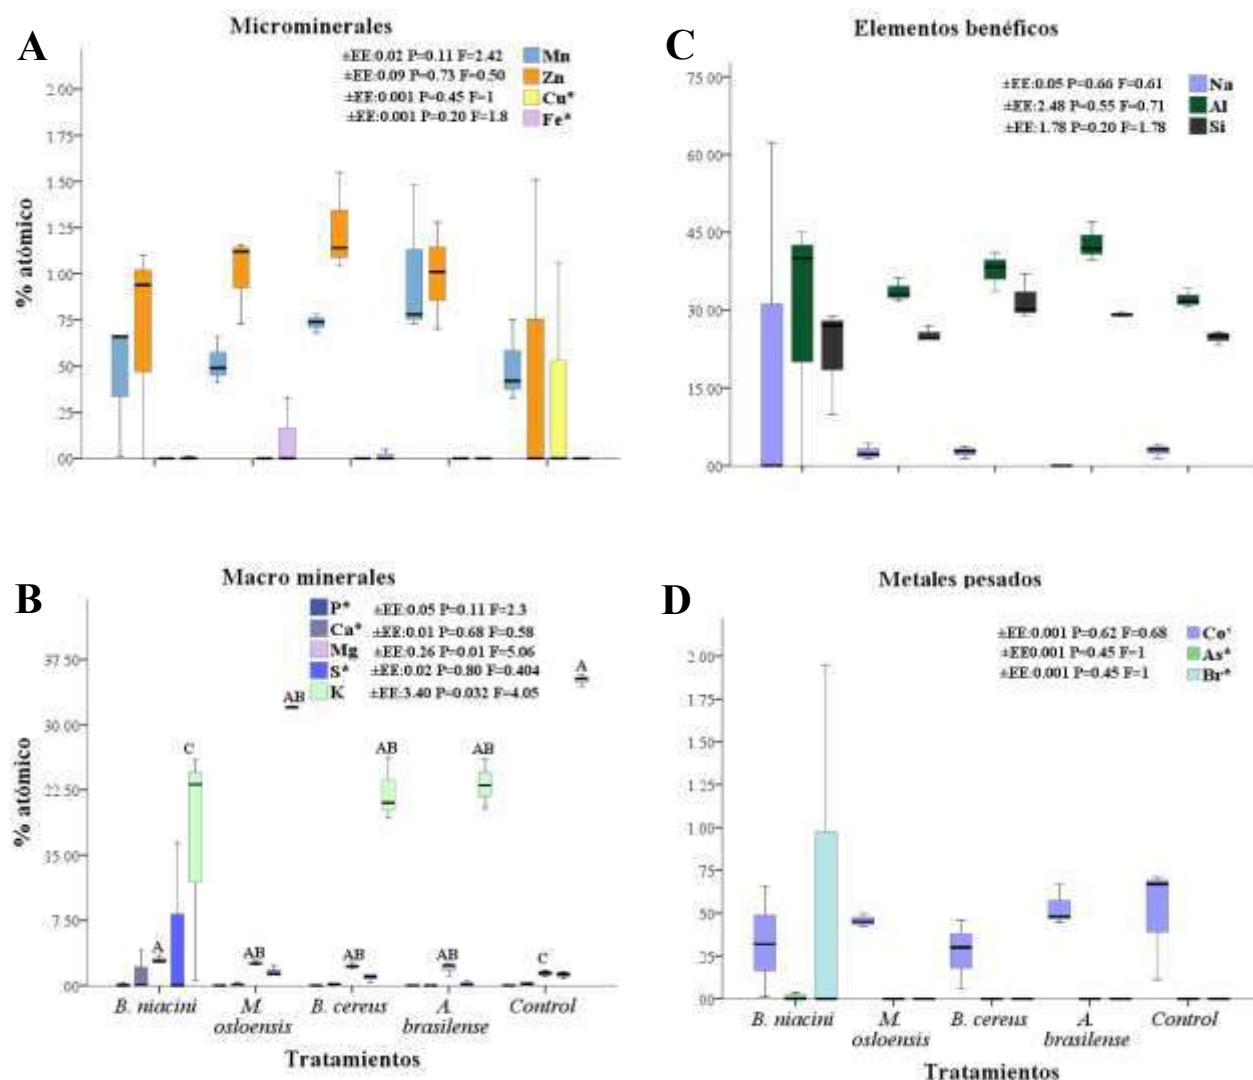 A
Microminerales
±EE:0.02 P=0.11 F=2.42 Mn
±EE:0.09 P=0.73 F=0.50 Zn
±EE:0.001 P=0.45 F=1 Cu*
±EE:0.001 P=0.20 F=1.8 Fe*
% atómico
2.00
1.75
1.50
1.25
1.00
.75
.50
.25
.00
C
Elementos benéficos
±EE:0.05 P=0.66 F=0.61 Na
±EE:2.48 P=0.55 F=0.71 Al
±EE:1.78 P=0.20 F=1.78 Si
75.00
60.00
45.00
30.00
15.00
.00
B
Macro minerales
P* ±EE:0.05 P=0.11 F=2.3
Ca* ±EE:0.01 P=0.68 F=0.58
Mg ±EE:0.26 P=0.01 F=5.06
S* ±EE:0.02 P=0.80 F=0.404
K ±EE:3.40 P=0.032 F=4.05
% atómico
37.50
30.00
22.50
15.00
7.50
.00
A
C
AB
AB
AB
AB
AB
AB
C
A
B. niacini
M. osloensis
B. cereus
A. brasilense
Control
Tratamientos
D
Metales pesados
±EE:0.001 P=0.62 F=0.68 Co*
±EE0.001 P=0.45 F=1 As*
±EE:0.001 P=0.45 F=1 Br*
2.00
1.75
1.50
1.25
1.00
.75
.50
.25
.00
B. niacini
M. osloensis
B. cereus
A. brasilense
Control
Tratamientos